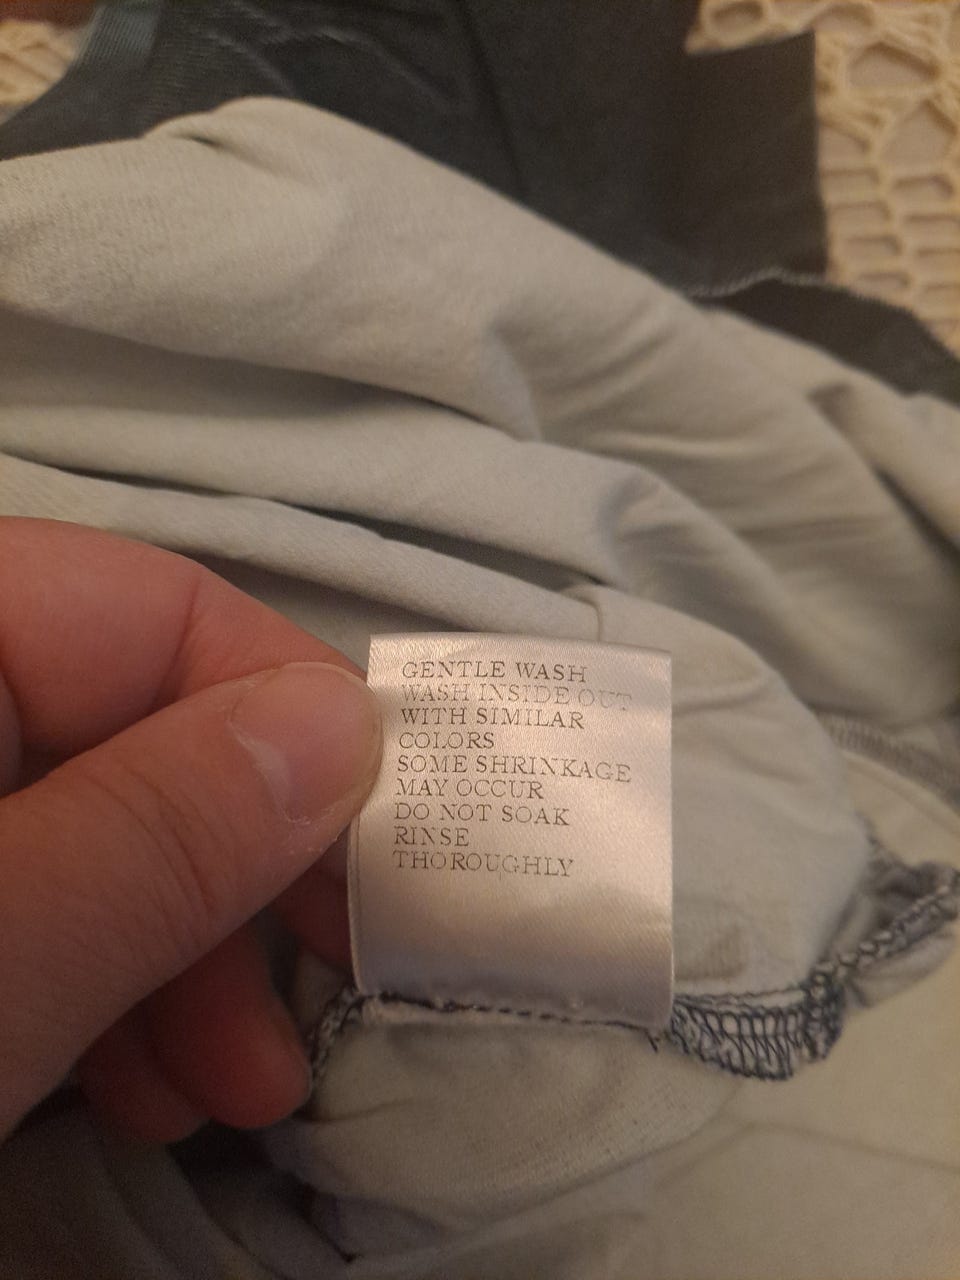 GENTLE WASH
WASH INSIDE OUT
WITH SIMILAR
COLORS
SOME SHRINKAGE
MAY OCCUR
DO NOT SOAK
RINSE
THOROUGHLY